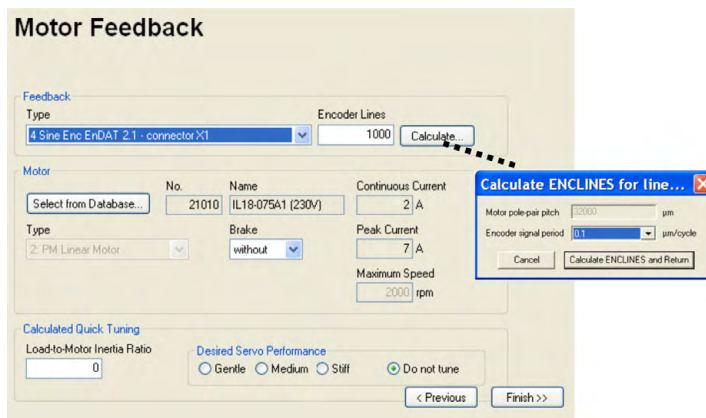 Motor Feedback
Feedback
Type
Encoder Lines
4 Sine Enc EnDAT 2.1 - connector X1
1000
Calculate...
Motor
No.
Name
Continuous Current
Select from Database...
21010
IL18-075A1 (230V)
2 A
Type
Brake
Peak Current
2: PM Linear Motor
without
7 A
Maximum Speed
2000 rpm
Calculated Quick Tuning
Load-to-Motor Inertia Ratio
0
Desired Servo Performance
Gentle
Medium
Stiff
Do not tune
< Previous
Finish >>
Calculate ENCLINES for line...
Motor pole-pair pitch
32000
µm
Encoder signal period
0.1
µm/cycle
Cancel
Calculate ENCLINES and Return